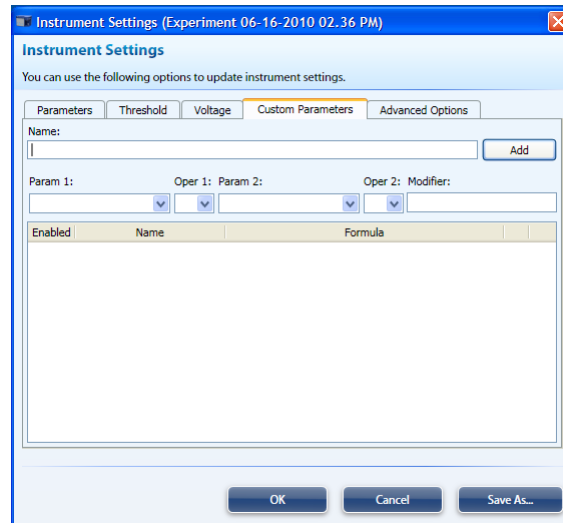 Instrument Settings (Experiment 06-16-2010 02.36 PM)
Instrument Settings
You can use the following options to update instrument settings.
Parameters Threshold Voltage Custom Parameters Advanced Options
Name:
Add
Param 1: Oper 1: Param 2: Oper 2: Modifier:
Enabled Name Formula
OK Cancel Save As...